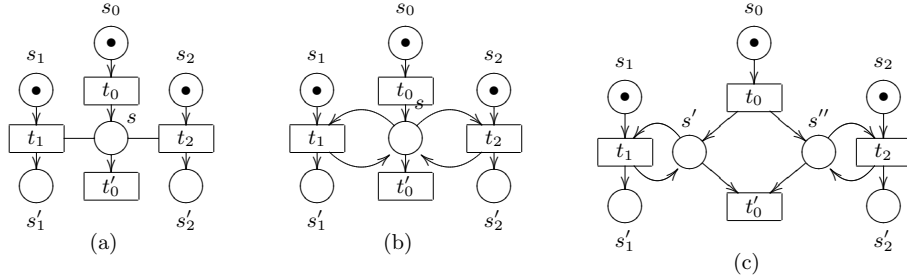 s₀
s₁ s₂
t₀
s
t₁ t₂
t′₀
s′₁ s′₂
(a)
s₀
s₁ s₂
t₀
s
t₁ t₂
t′₀
s′₁ s′₂
(b)
s₀
s₁ s₂
t₀
s′ s′′
t₁ t₂
t′₀
s′₁ s′₂
(c)